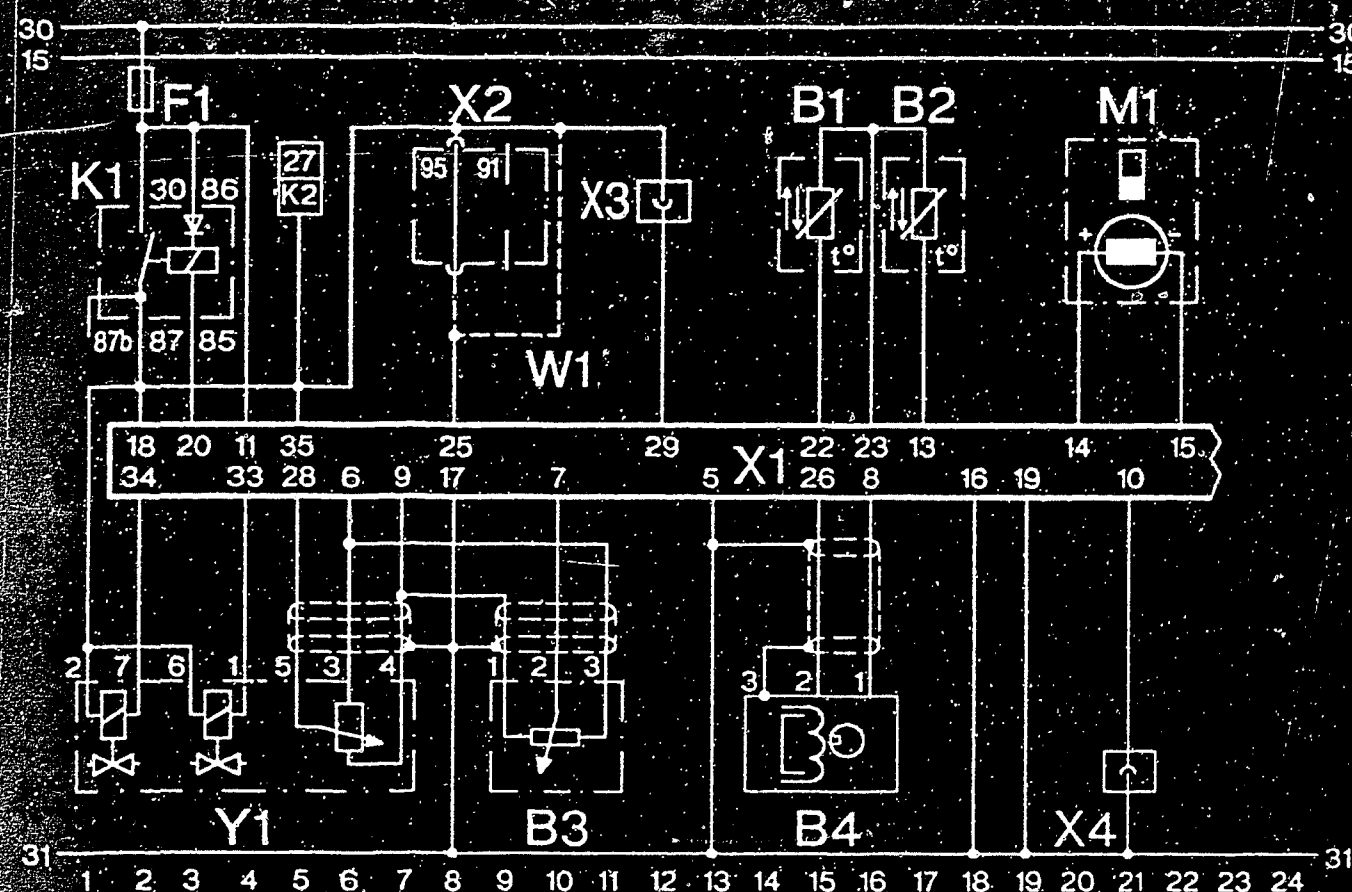 30 30
15 15
F1 X2 B1 B2 M1
K1 30 86 27 95 91
K2 X3
t° t° + -
87b 87 85
W1
18 20 11 35 25 29 22 23 13 14 15
X1
34 33 28 6 9 17 7 5 26 8 16 19 10
2 7 6 1 5 3 4 1 2 3 3 2 1
Y1 B3 B4 X4
31 31
1 2 3 4 5 6 7 8 9 10 11 12 13 14 15 16 17 18 19 20 21 22 23 24